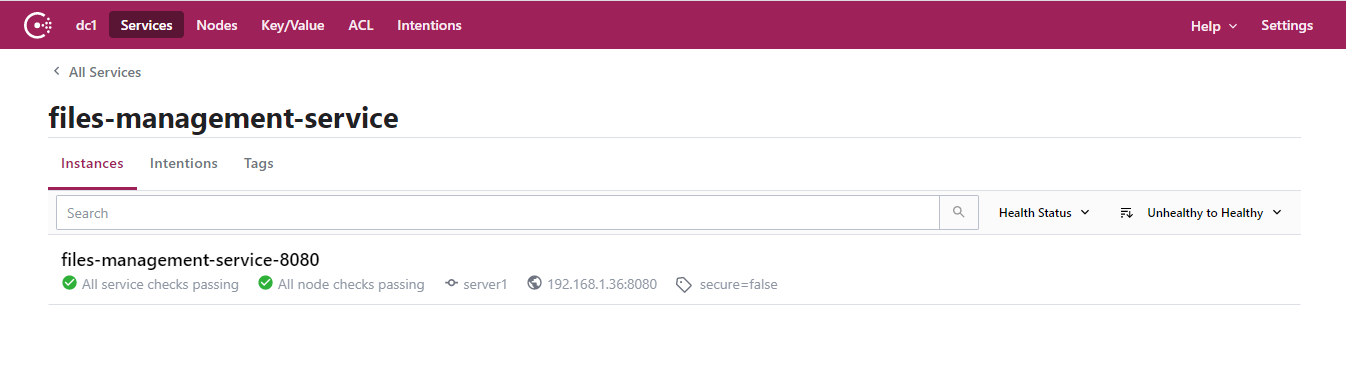 dc1 Services Nodes Key/Value ACL Intentions Help Settings
All Services
files-management-service
Instances Intentions Tags
Search Health Status Unhealthy to Healthy
files-management-service-8080
All service checks passing All node checks passing server1 192.168.1.36:8080 secure=false